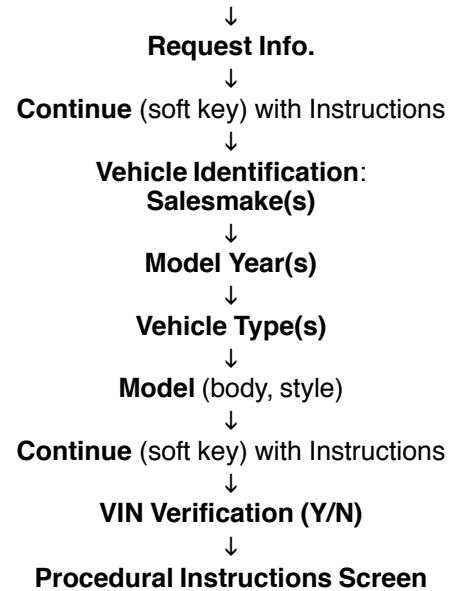 ↓
Request Info.
↓
Continue (soft key) with Instructions
↓
Vehicle Identification:
Salesmake(s)
↓
Model Year(s)
↓
Vehicle Type(s)
↓
Model (body, style)
↓
Continue (soft key) with Instructions
↓
VIN Verification (Y/N)
↓
Procedural Instructions Screen